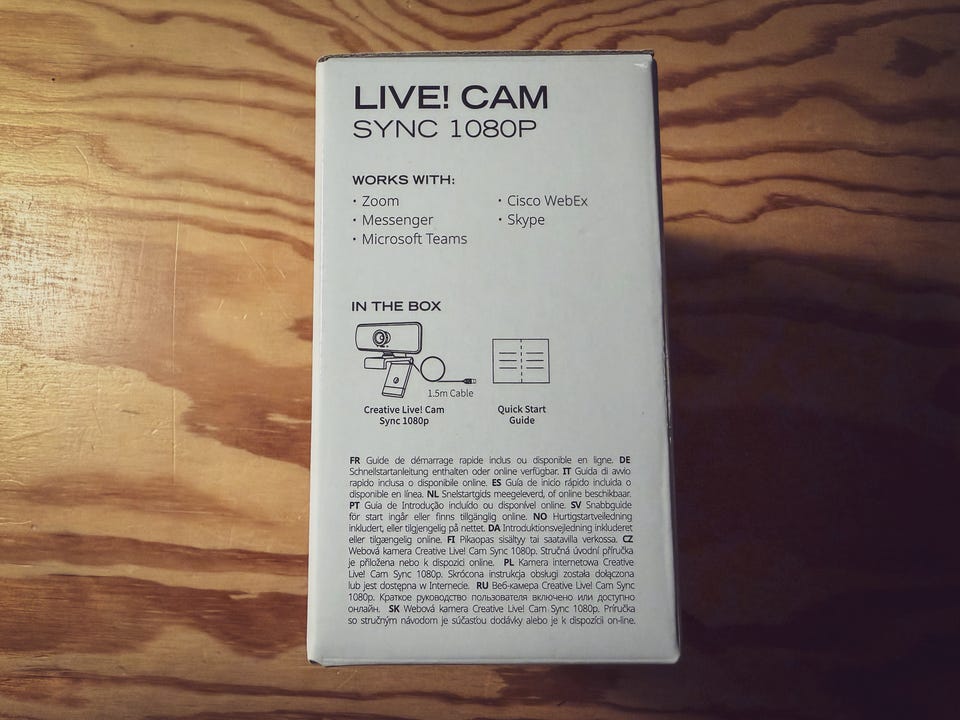 LIVE! CAM
SYNC 1080P
WORKS WITH:
• Zoom
• Messenger
• Microsoft Teams
• Cisco WebEx
• Skype
IN THE BOX
1.5m Cable
Creative Live! Cam
Sync 1080p
Quick Start
Guide
FR Guide de démarrage rapide inclus ou disponible en ligne. DE
Schnellstartanleitung enthalten oder online verfügbar. IT Guida di avvio
rapido inclusa o disponibile online. ES Guía de inicio rápido incluida o
disponible en línea. NL Snelstartgids meegeleverd, of online beschikbaar.
PT Guia de Introdução incluído ou disponível online. SV Snabbguide
för start ingår eller finns tillgänglig online. NO Hurtigstartveiledning
inkludert, eller tilgjengelig på nettet. DA Introduktionsvejledning inkluderet
eller tilgængelig online. FI Pikaopas sisältyy tai saatavilla verkossa. CZ
Webová kamera Creative Live! Cam Sync 1080p. Stručná úvodní příručka
je přiložena nebo k dispozici online. PL Kamera internetowa Creative
Live! Cam Sync 1080p. Skrócona instrukcja obsługi została dołączona
lub jest dostępna w Internecie. RU Веб-камера Creative Live! Cam Sync
1080p. Краткое руководство пользователя включено или доступно
онлайн. SK Webová kamera Creative Live! Cam Sync 1080p. Príručka
so stručným návodom je súčasťou dodávky alebo je k dispozícii on-line.